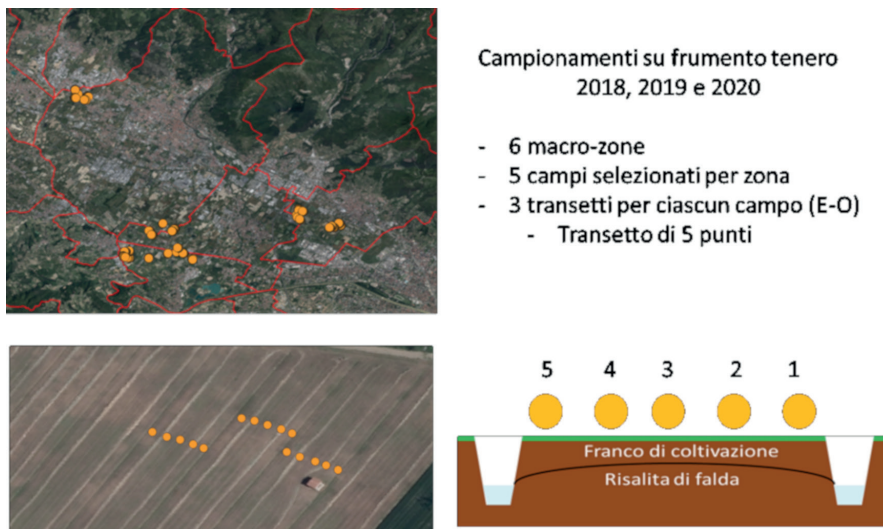 Campionamenti su frumento tenero
2018, 2019 e 2020
- 6 macro-zone
- 5 campi selezionati per zona
- 3 transetti per ciascun campo (E-O)
- Transetto di 5 punti
5 4 3 2 1
Franco di coltivazione
Risalita di falda